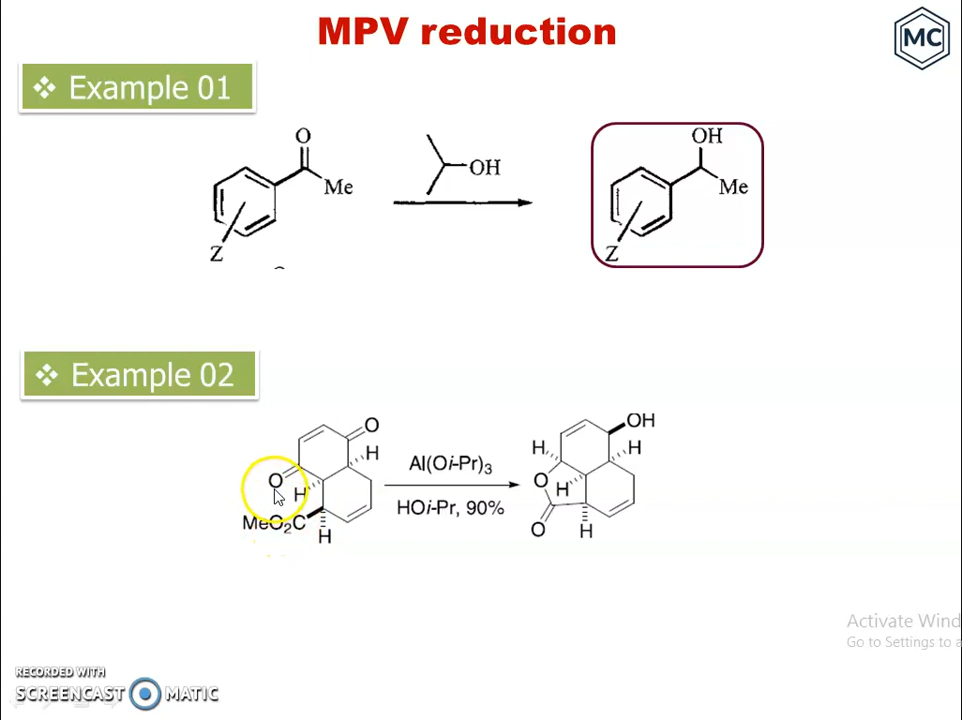 MPV reduction
MC
❖ Example 01
O
Me
Z
OH
OH
Me
Z
❖ Example 02
O
H
O
H
MeO₂C
H
Al(Oi-Pr)₃
HOi-Pr, 90%
OH
H
H
O
H
O
H
Activate Wind
Go to Settings to a
RECORDED WITH
SCREENCAST MATIC